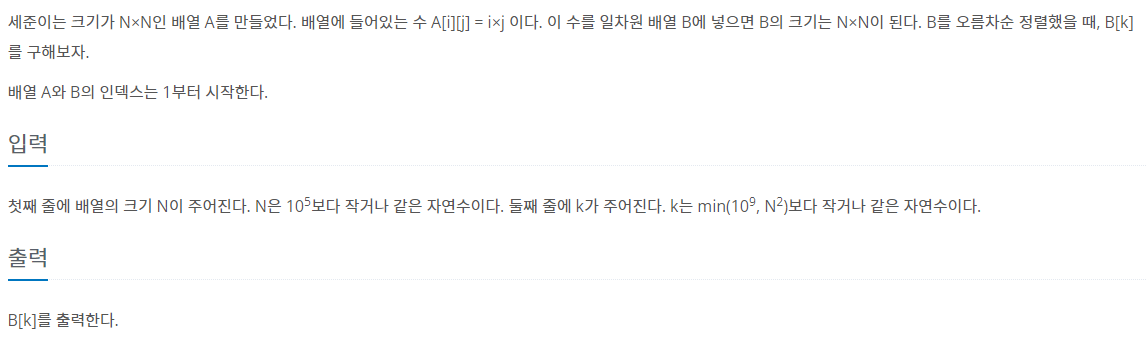 세준이는 크기가 N×N인 배열 A를 만들었다. 배열에 들어있는 수 A[i][j] = i×j 이다. 이 수를 일차원 배열 B에 넣으면 B의 크기는 N×N이 된다. B를 오름차순 정렬했을 때, B[k]
를 구해보자.
배열 A와 B의 인덱스는 1부터 시작한다.
입력
첫째 줄에 배열의 크기 N이 주어진다. N은 10⁵보다 작거나 같은 자연수이다. 둘째 줄에 k가 주어진다. k는 min(10⁹, N²)보다 작거나 같은 자연수이다.
출력
B[k]를 출력한다.